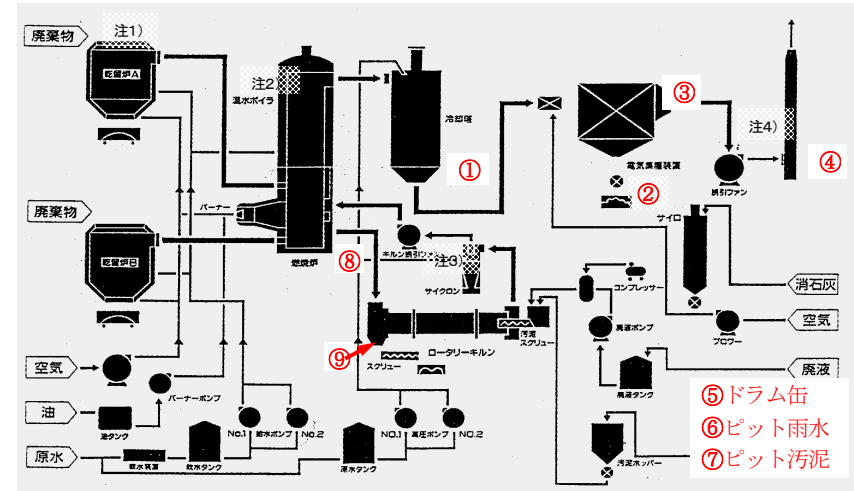 廃棄物
注1）
乾留炉A
注2）
温水ボイラ
冷却塔
①
③
注4）
④
電気集塵装置
誘引ファン
②
サイロ
廃棄物
バーナー
乾留炉B
燃焼炉
⑧
キルン誘引ファン
注3）
サイクロン
コンプレッサー
消石灰
空気
ブロワー
廃液ポンプ
汚泥
スクリュー
ロータリーキルン
⑨
スクリュー
廃液
廃液タンク
空気
バーナーポンプ
油
油タンク
No.1
給水ポンプ
No.2
NO.1
高圧ポンプ
NO.2
原水
軟水装置
軟水タンク
原水タンク
汚泥ホッパー
⑤ドラム缶
⑥ピット雨水
⑦ピット汚泥